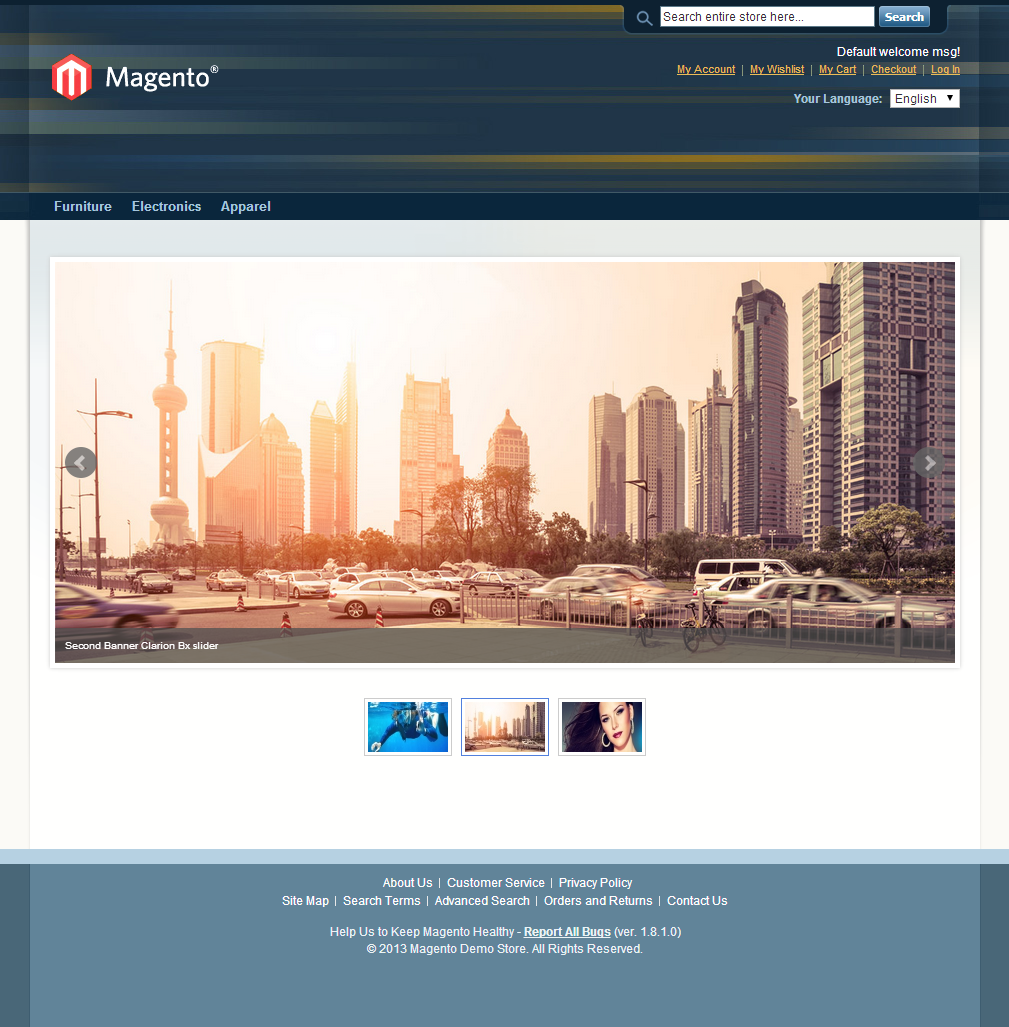 Search entire store here...
Search
Default welcome msg!
Magento®
My Account | My Wishlist | My Cart | Checkout | Log In
Your Language: English
Furniture Electronics Apparel
Second Banner Clarion Bx slider
About Us | Customer Service | Privacy Policy
Site Map | Search Terms | Advanced Search | Orders and Returns | Contact Us
Help Us to Keep Magento Healthy - Report All Bugs (ver. 1.8.1.0)
© 2013 Magento Demo Store. All Rights Reserved.